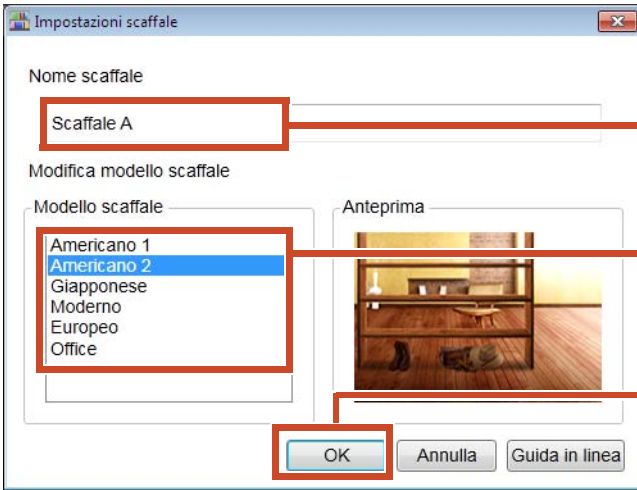 Impostazioni scaffale
Nome scaffale
Scaffale A
Modifica modello scaffale
Modello scaffale
Anteprima
Americano 1
Americano 2
Giapponese
Moderno
Europeo
Office
OK
Annulla
Guida in linea